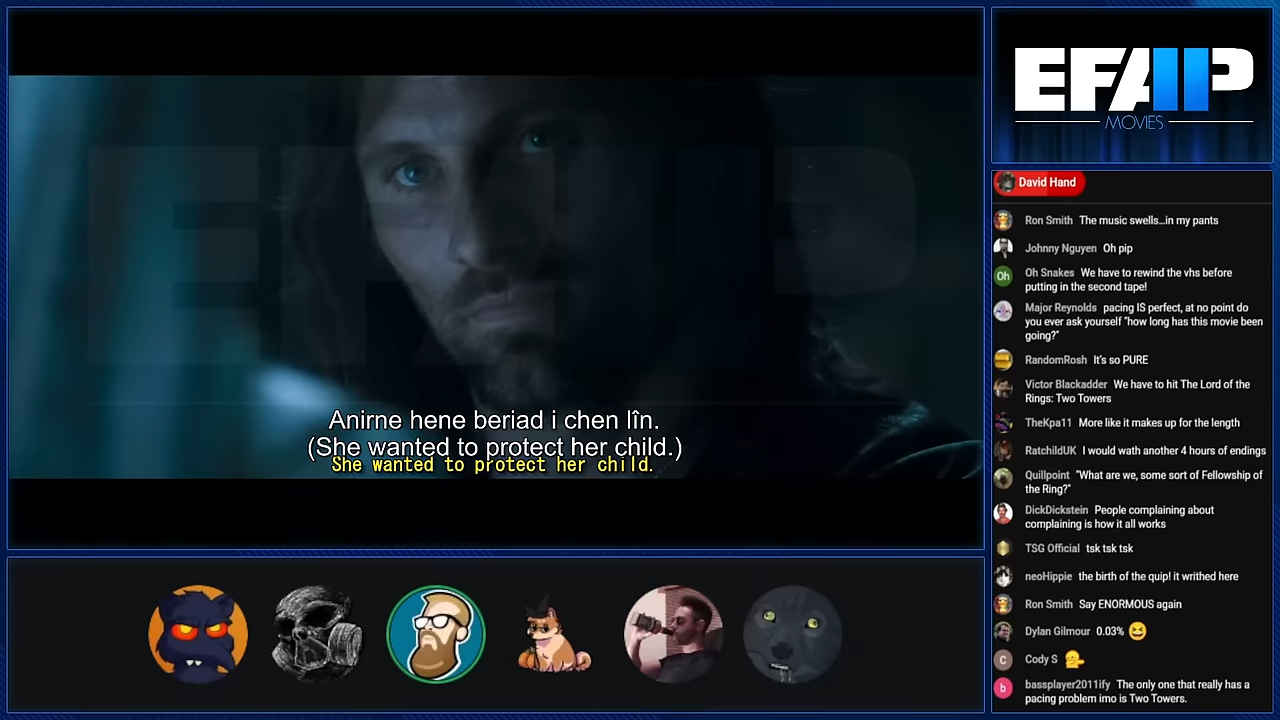 Anirne hene beriad i chen lîn.
(She wanted to protect her child.)
She wanted to protect her child.
EFAP
MOVIES
David Hand
Ron Smith The music swells...in my pants
Johnny Nguyen Oh pip
Oh
Oh Snakes We have to rewind the vhs before
putting in the second tape!
Major Reynolds pacing IS perfect, at no point do
you ever ask yourself "how long has this movie been
going?"
RandomRosh It's so PURE
Victor Blackadder We have to hit The Lord of the
Rings: Two Towers
TheKpa11 More like it makes up for the length
RatchildUK I would wath another 4 hours of endings
Quillpoint "What are we, some sort of Fellowship of
the Ring?"
DickDickstein People complaining about
complaining is how it all works
TSG Official tsk tsk tsk
neoHippie the birth of the quip! it writhed here
Ron Smith Say ENORMOUS again
Dylan Gilmour 0.03% 😆
C
Cody S 🙋
b
bassplayer2011ify The only one that really has a
pacing problem imo is Two Towers.